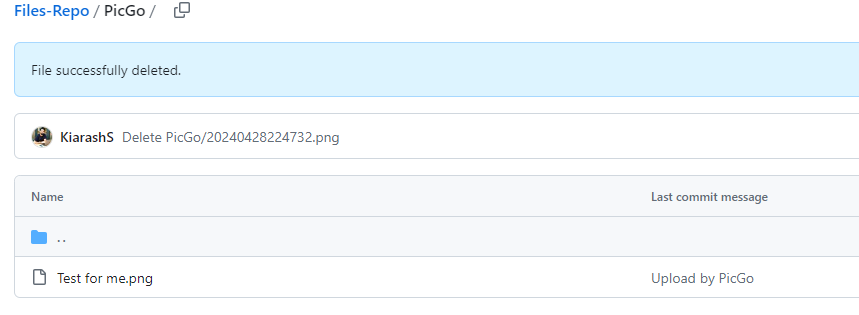 Files-Repo / PicGo /
File successfully deleted.
KiarashS Delete PicGo/20240428224732.png
Name Last commit message
..
Test for me.png Upload by PicGo